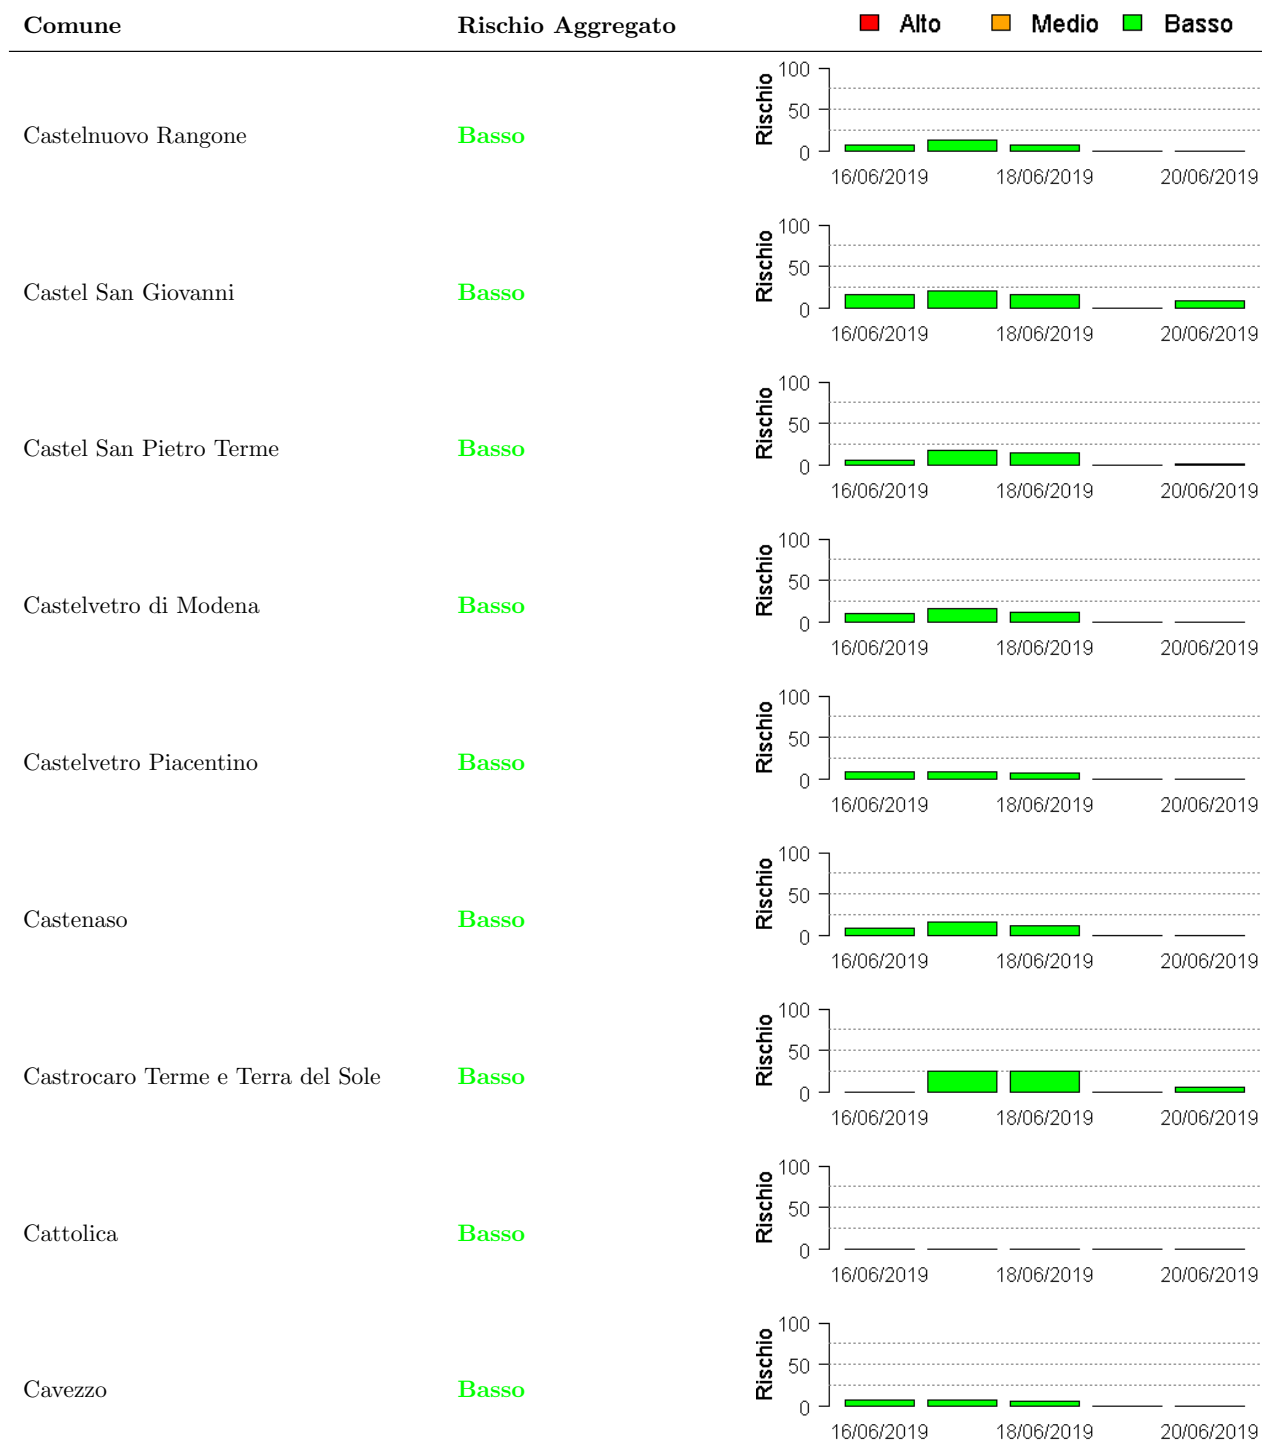 Comune Rischio Aggregato Alto Medio Basso
Castelnuovo Rangone Basso Rischio 100 50 0
16/06/2019 18/06/2019 20/06/2019
Castel San Giovanni Basso Rischio 100 50 0
16/06/2019 18/06/2019 20/06/2019
Castel San Pietro Terme Basso Rischio 100 50 0
16/06/2019 18/06/2019 20/06/2019
Castelvetro di Modena Basso Rischio 100 50 0
16/06/2019 18/06/2019 20/06/2019
Castelvetro Piacentino Basso Rischio 100 50 0
16/06/2019 18/06/2019 20/06/2019
Castenaso Basso Rischio 100 50 0
16/06/2019 18/06/2019 20/06/2019
Castrocaro Terme e Terra del Sole Basso Rischio 100 50 0
16/06/2019 18/06/2019 20/06/2019
Cattolica Basso Rischio 100 50 0
16/06/2019 18/06/2019 20/06/2019
Cavezzo Basso Rischio 100 50 0
16/06/2019 18/06/2019 20/06/2019